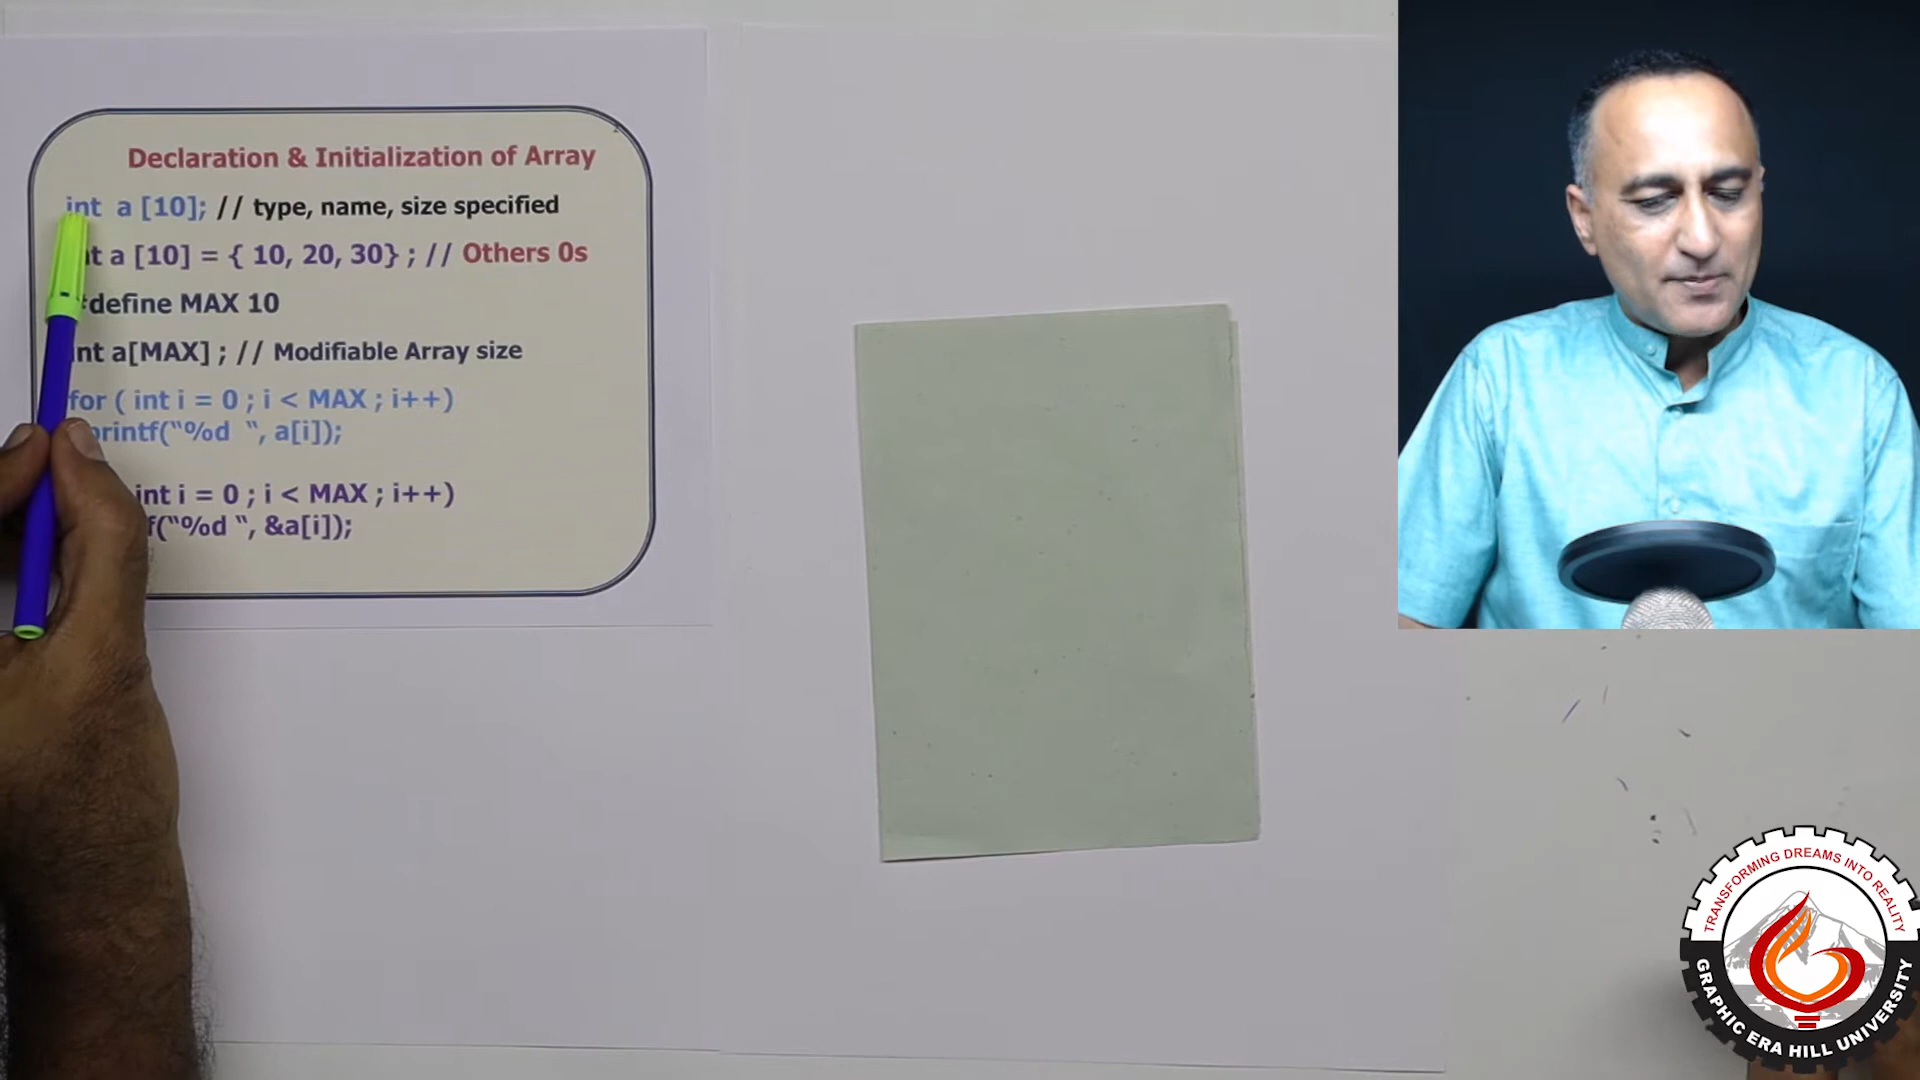 Declaration & Initialization of Array
int a [10]; // type, name, size specified
a [10] = { 10, 20, 30} ; // Others 0s
#define MAX 10
int a[MAX] ; // Modifiable Array size
for ( int i = 0 ; i < MAX ; i++)
printf(“%d “, a[i]);
int i = 0 ; i < MAX ; i++)
f(“%d “, &a[i]);
TRANSFORMING DREAMS INTO REALITY
GRAPHIC ERA HILL UNIVERSITY